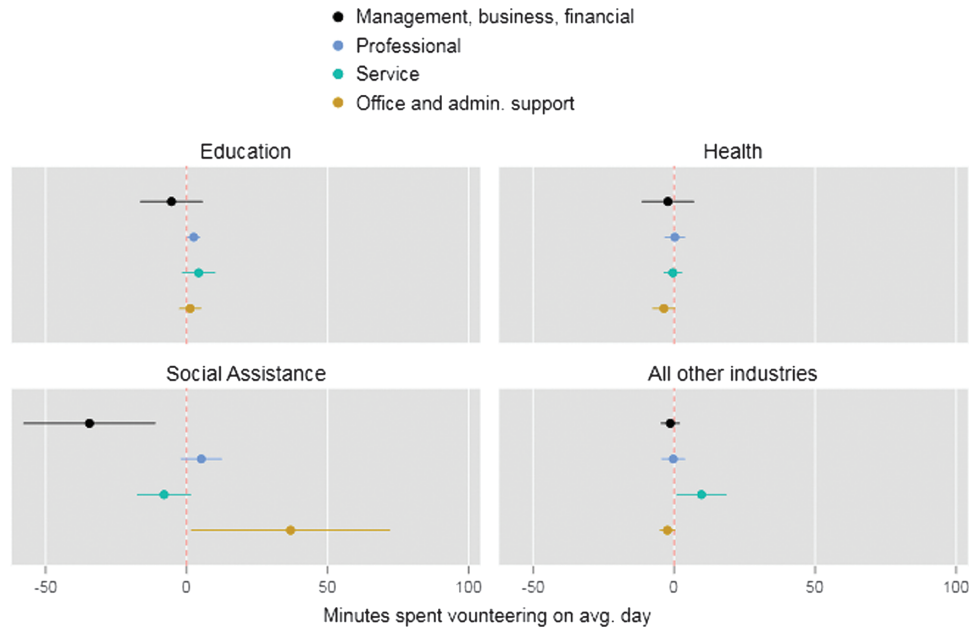 Management, business, financial
Professional
Service
Office and admin. support
Education
Health
Social Assistance
All other industries
-50 0 50 100
-50 0 50 100
Minutes spent vounteering on avg. day